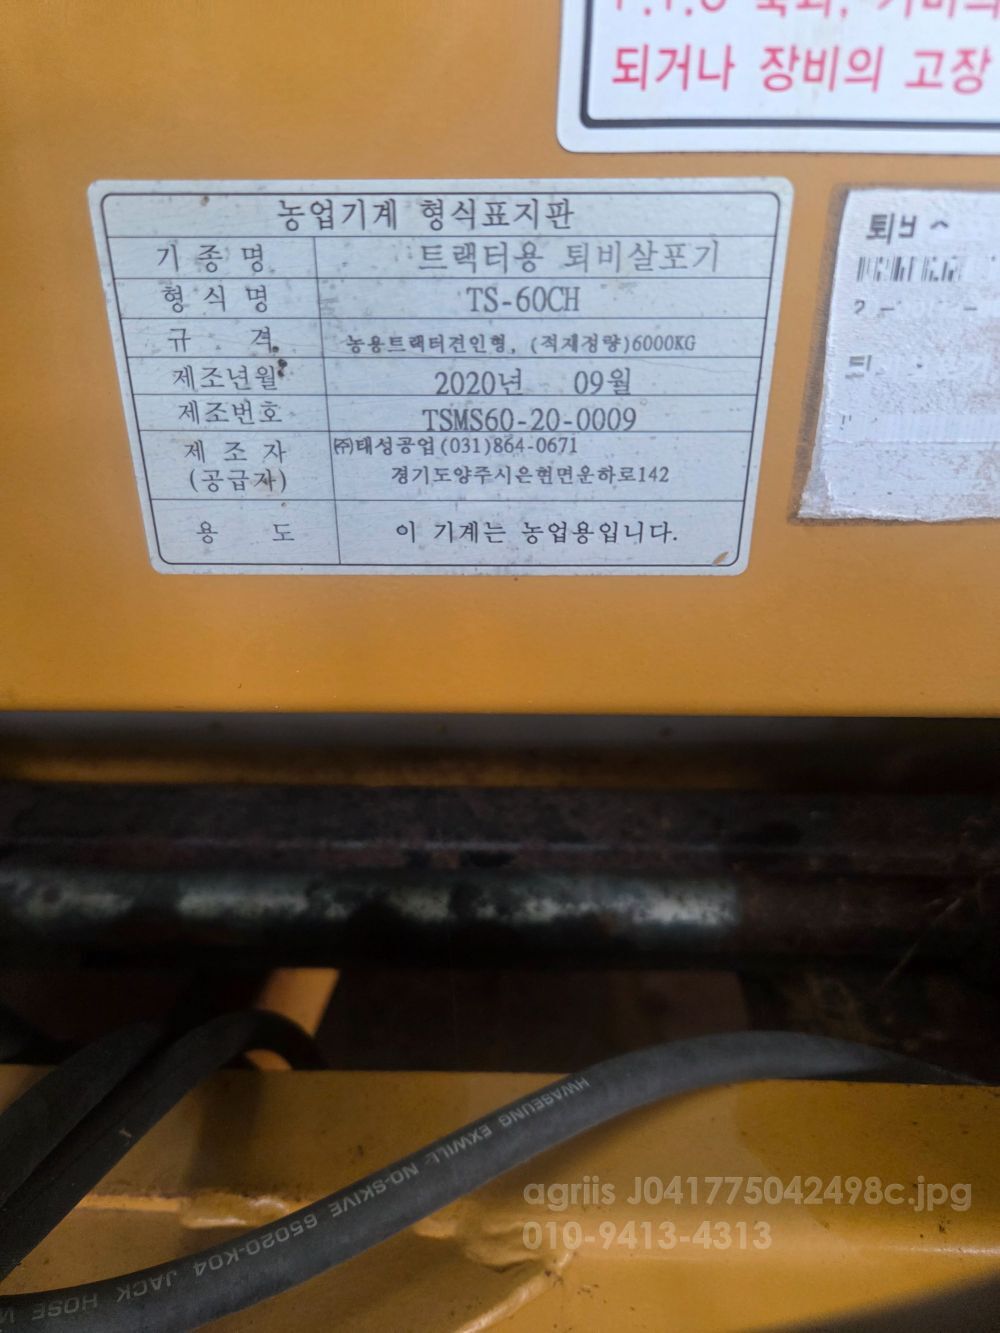 되거나 장비의 고장
농업기계 형식표지판
기종명 트랙터용 퇴비살포기
형식명 TS-60CH
규격 농용트랙터견인형, (적재정량)6000KG
제조년월 2020년 09월
제조번호 TSMS60-20-0009
제조자 ㈜태성공업(031)864-0671
(공급자) 경기도양주시은현면운하로142
용도 이 기계는 농업용입니다.
HWASEUNG EXWILL NO-SKIVE 65020-K04 JACK HOSE
agriis J041775042498c.jpg
010-9413-4313